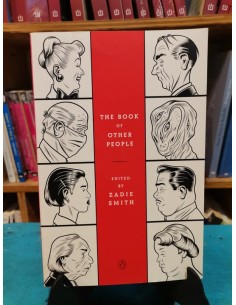 THE BOOK
OF
OTHER
PEOPLE
EDITED
BY
ZADIE
SMITH